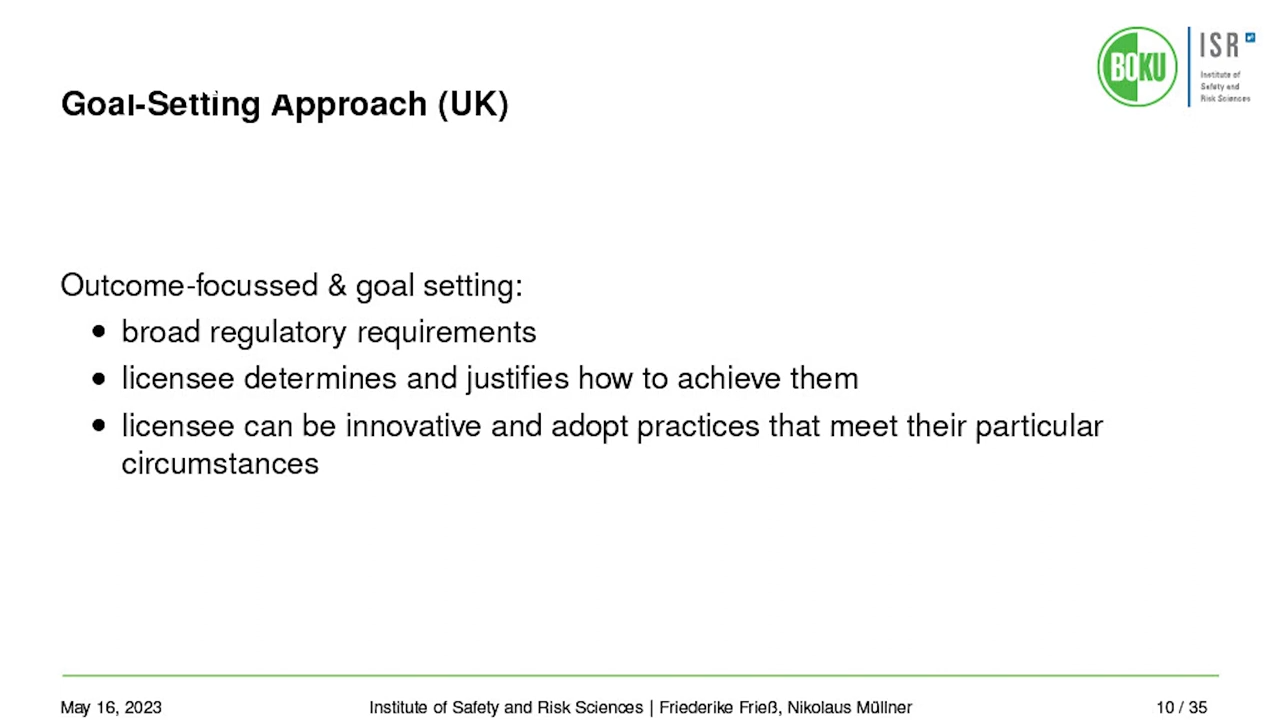 BOKU
ISR
Institute of
Safety and
Risk Sciences
Goal-Setting Approach (UK)
Outcome-focussed & goal setting:
• broad regulatory requirements
• licensee determines and justifies how to achieve them
• licensee can be innovative and adopt practices that meet their particular
circumstances
May 16, 2023
Institute of Safety and Risk Sciences | Friederike Frieß, Nikolaus Müllner
10 / 35